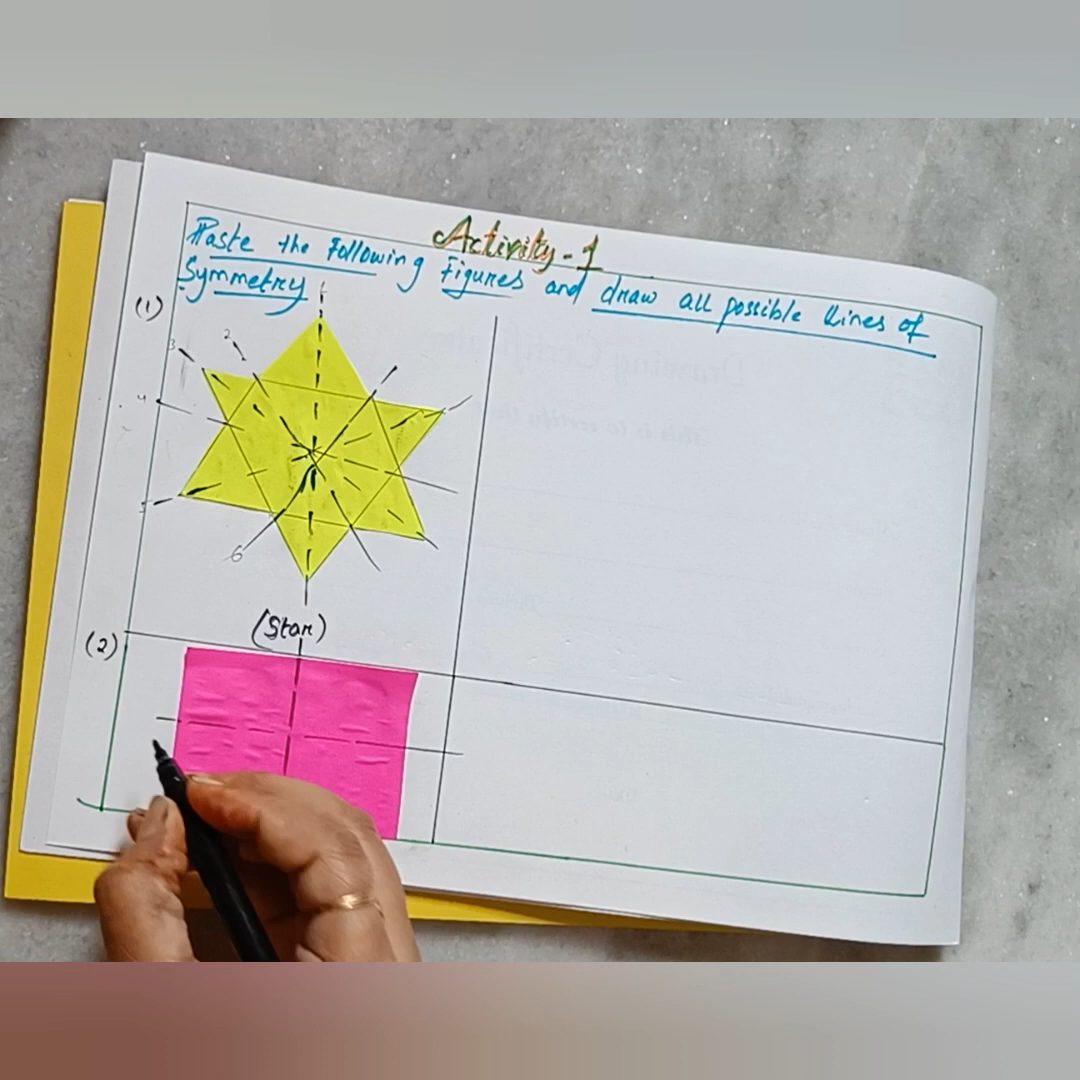 Activity-1
Paste the Following Figures and draw all possible Lines of
Symmetry
(1)
1
2
3
4
5
6
(Star)
(2)